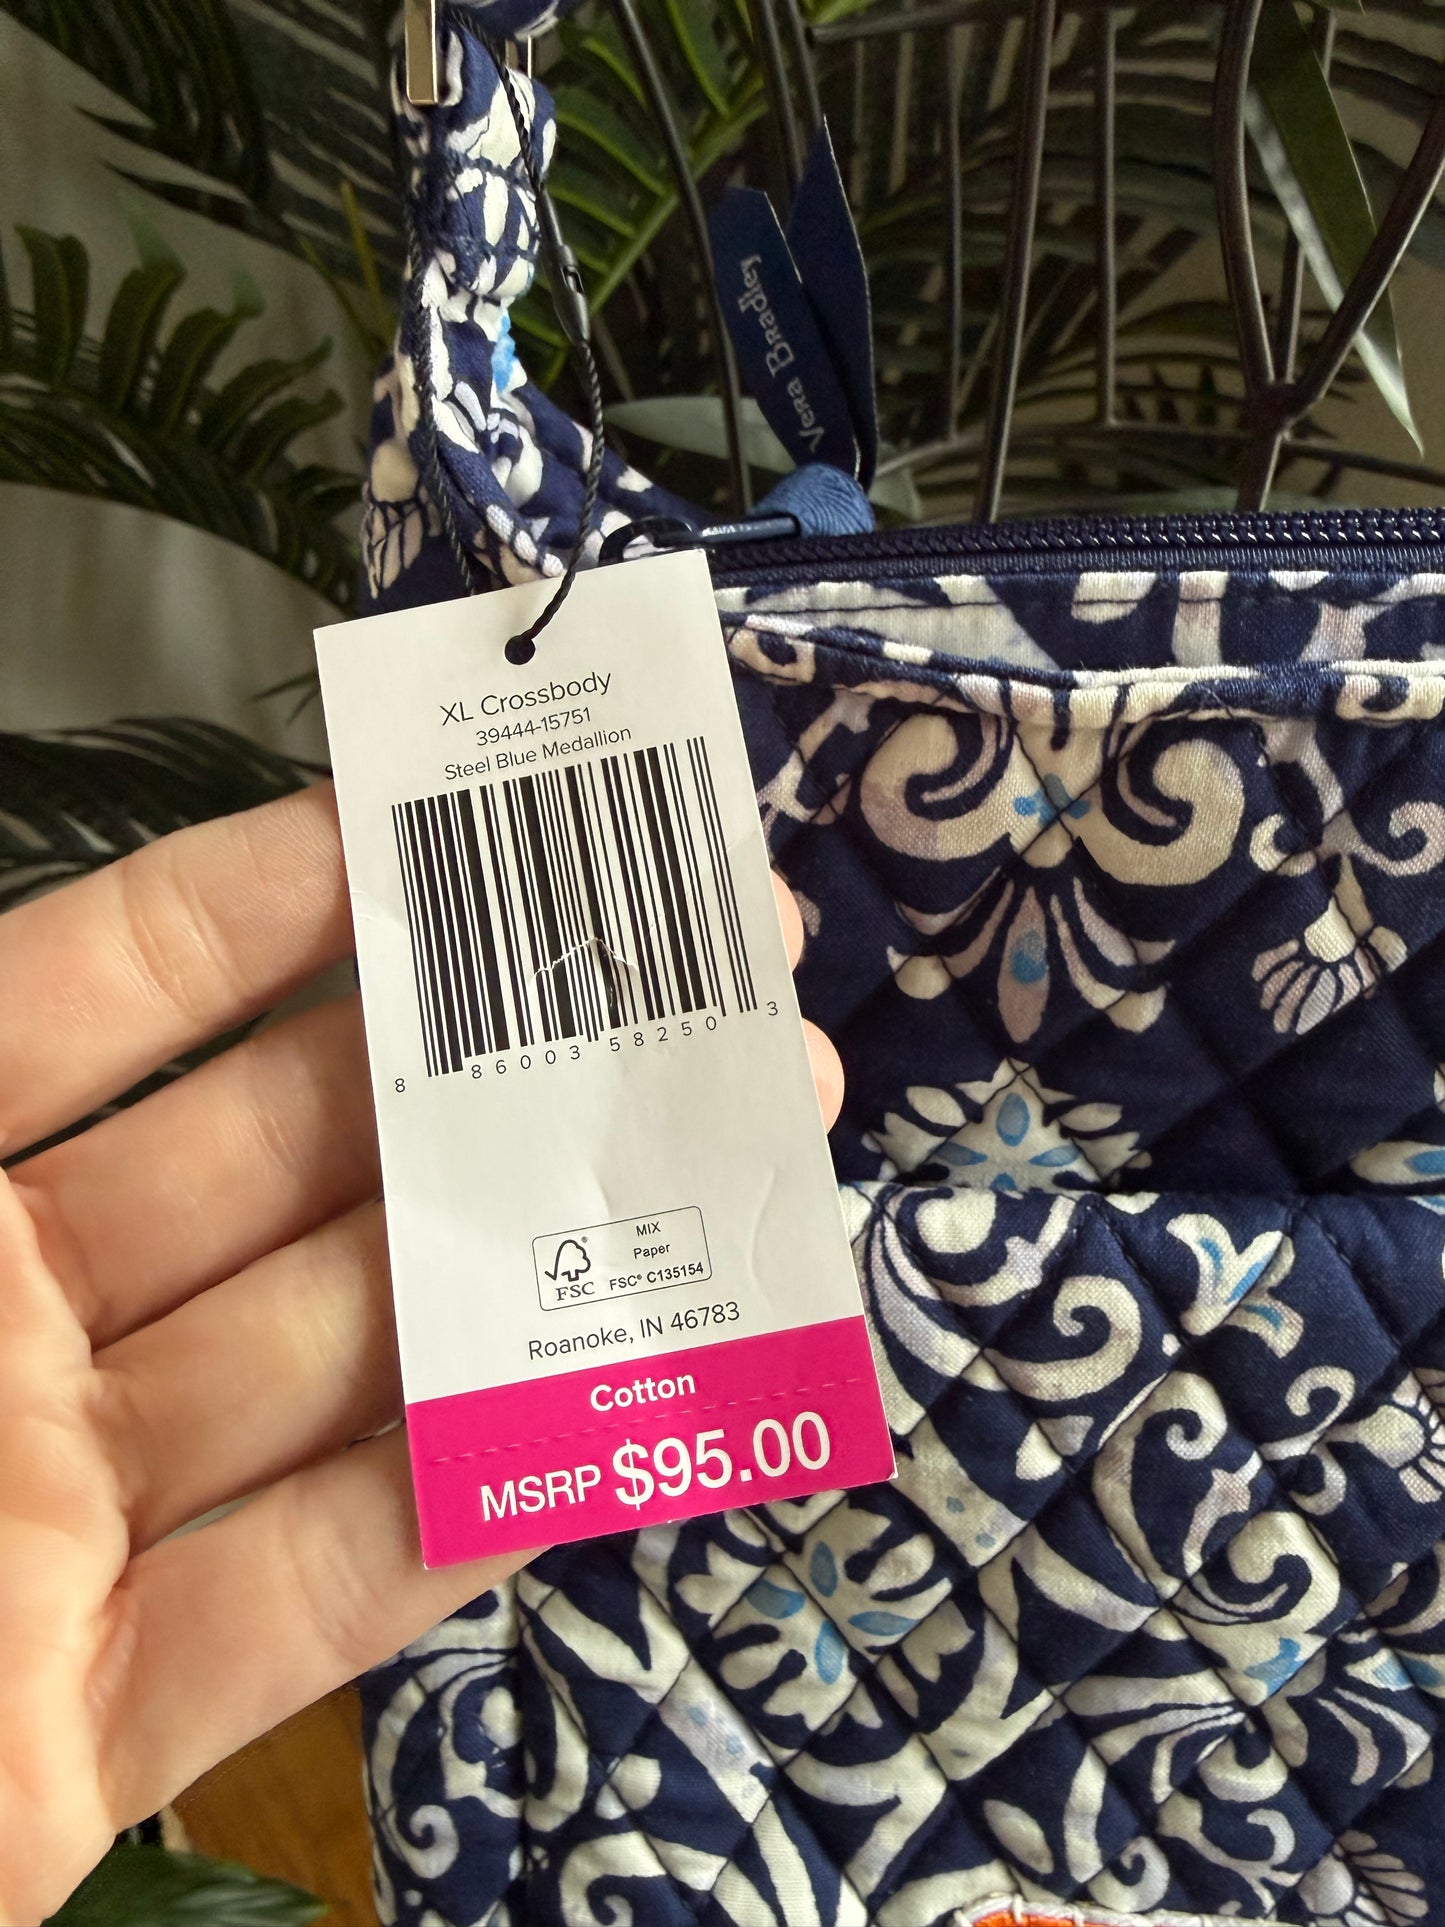 Vera Bradley
XL Crossbody
39444-15751
Steel Blue Medallion
8 86003 58250 3
FSC®
MIX
Paper
FSC® C135154
Roanoke, IN 46783
Cotton
MSRP $95.00